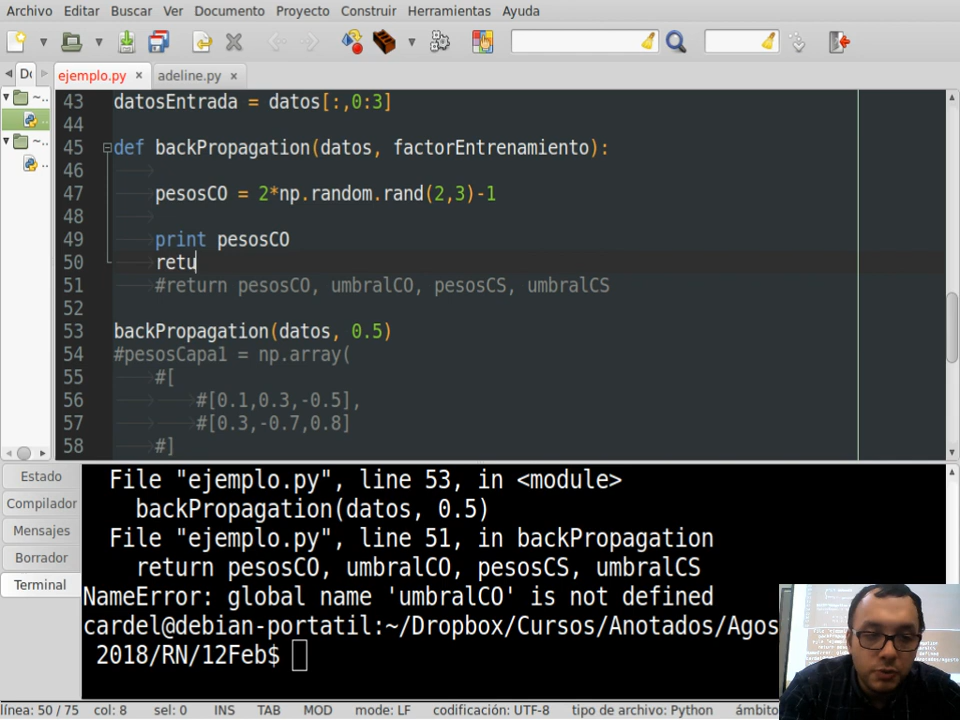 Archivo Editar Buscar Ver Documento Proyecto Construir Herramientas Ayuda
Do ejemplo.py × adeline.py ×
43 datosEntrada = datos[:,0:3]
44
45 def backPropagation(datos, factorEntrenamiento):
46
47 pesosCO = 2*np.random.rand(2,3)-1
48
49 print pesosCO
50 retu
51 #return pesosCO, umbralCO, pesosCS, umbralCS
52
53 backPropagation(datos, 0.5)
54 #pesosCapa1 = np.array(
55 #[
56 #[0.1,0.3,-0.5],
57 #[0.3,-0.7,0.8]
58 #]
Estado
Compilador
Mensajes
Borrador
Terminal
File "ejemplo.py", line 53, in <module>
backPropagation(datos, 0.5)
File "ejemplo.py", line 51, in backPropagation
return pesosCO, umbralCO, pesosCS, umbralCS
NameError: global name 'umbralCO' is not defined
cardel@debian-portatil:~/Dropbox/Cursos/Anotados/Agos
2018/RN/12Feb$
línea: 50 / 75 col: 8 sel: 0 INS TAB MOD mode: LF codificación: UTF-8 tipo de archivo: Python ámbito